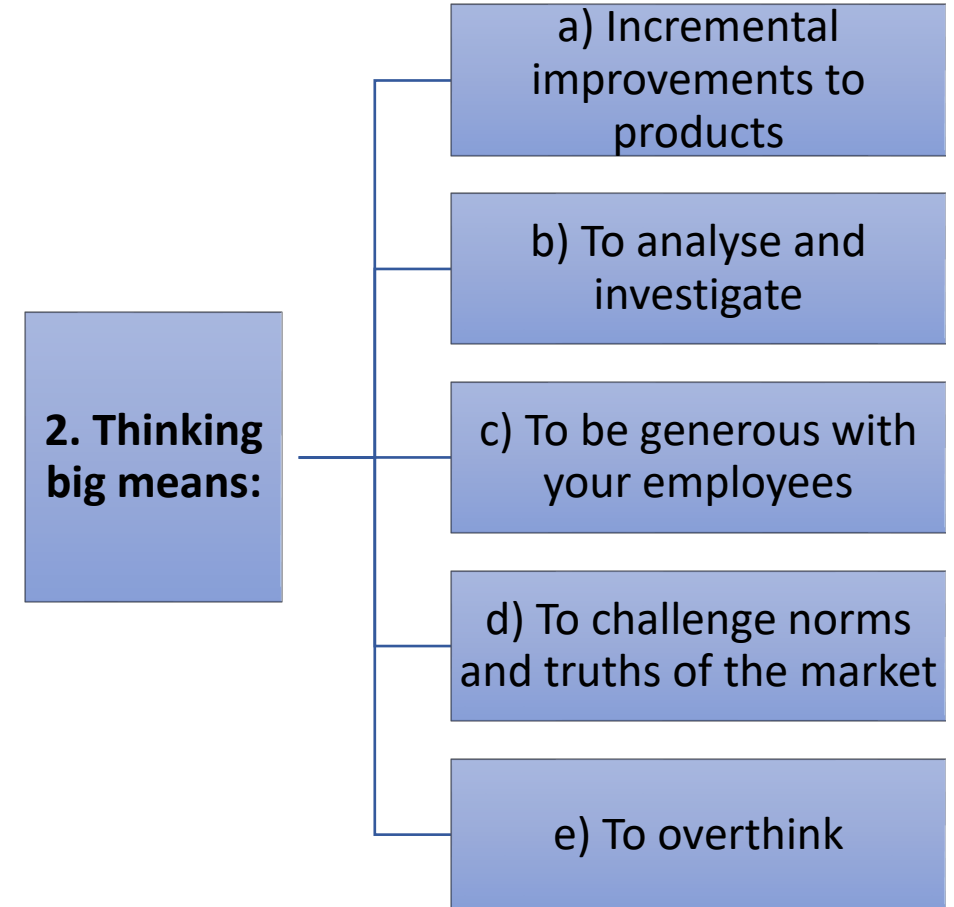 2. Thinking
big means:
a) Incremental
improvements to
products
b) To analyse and
investigate
c) To be generous with
your employees
d) To challenge norms
and truths of the market
e) To overthink